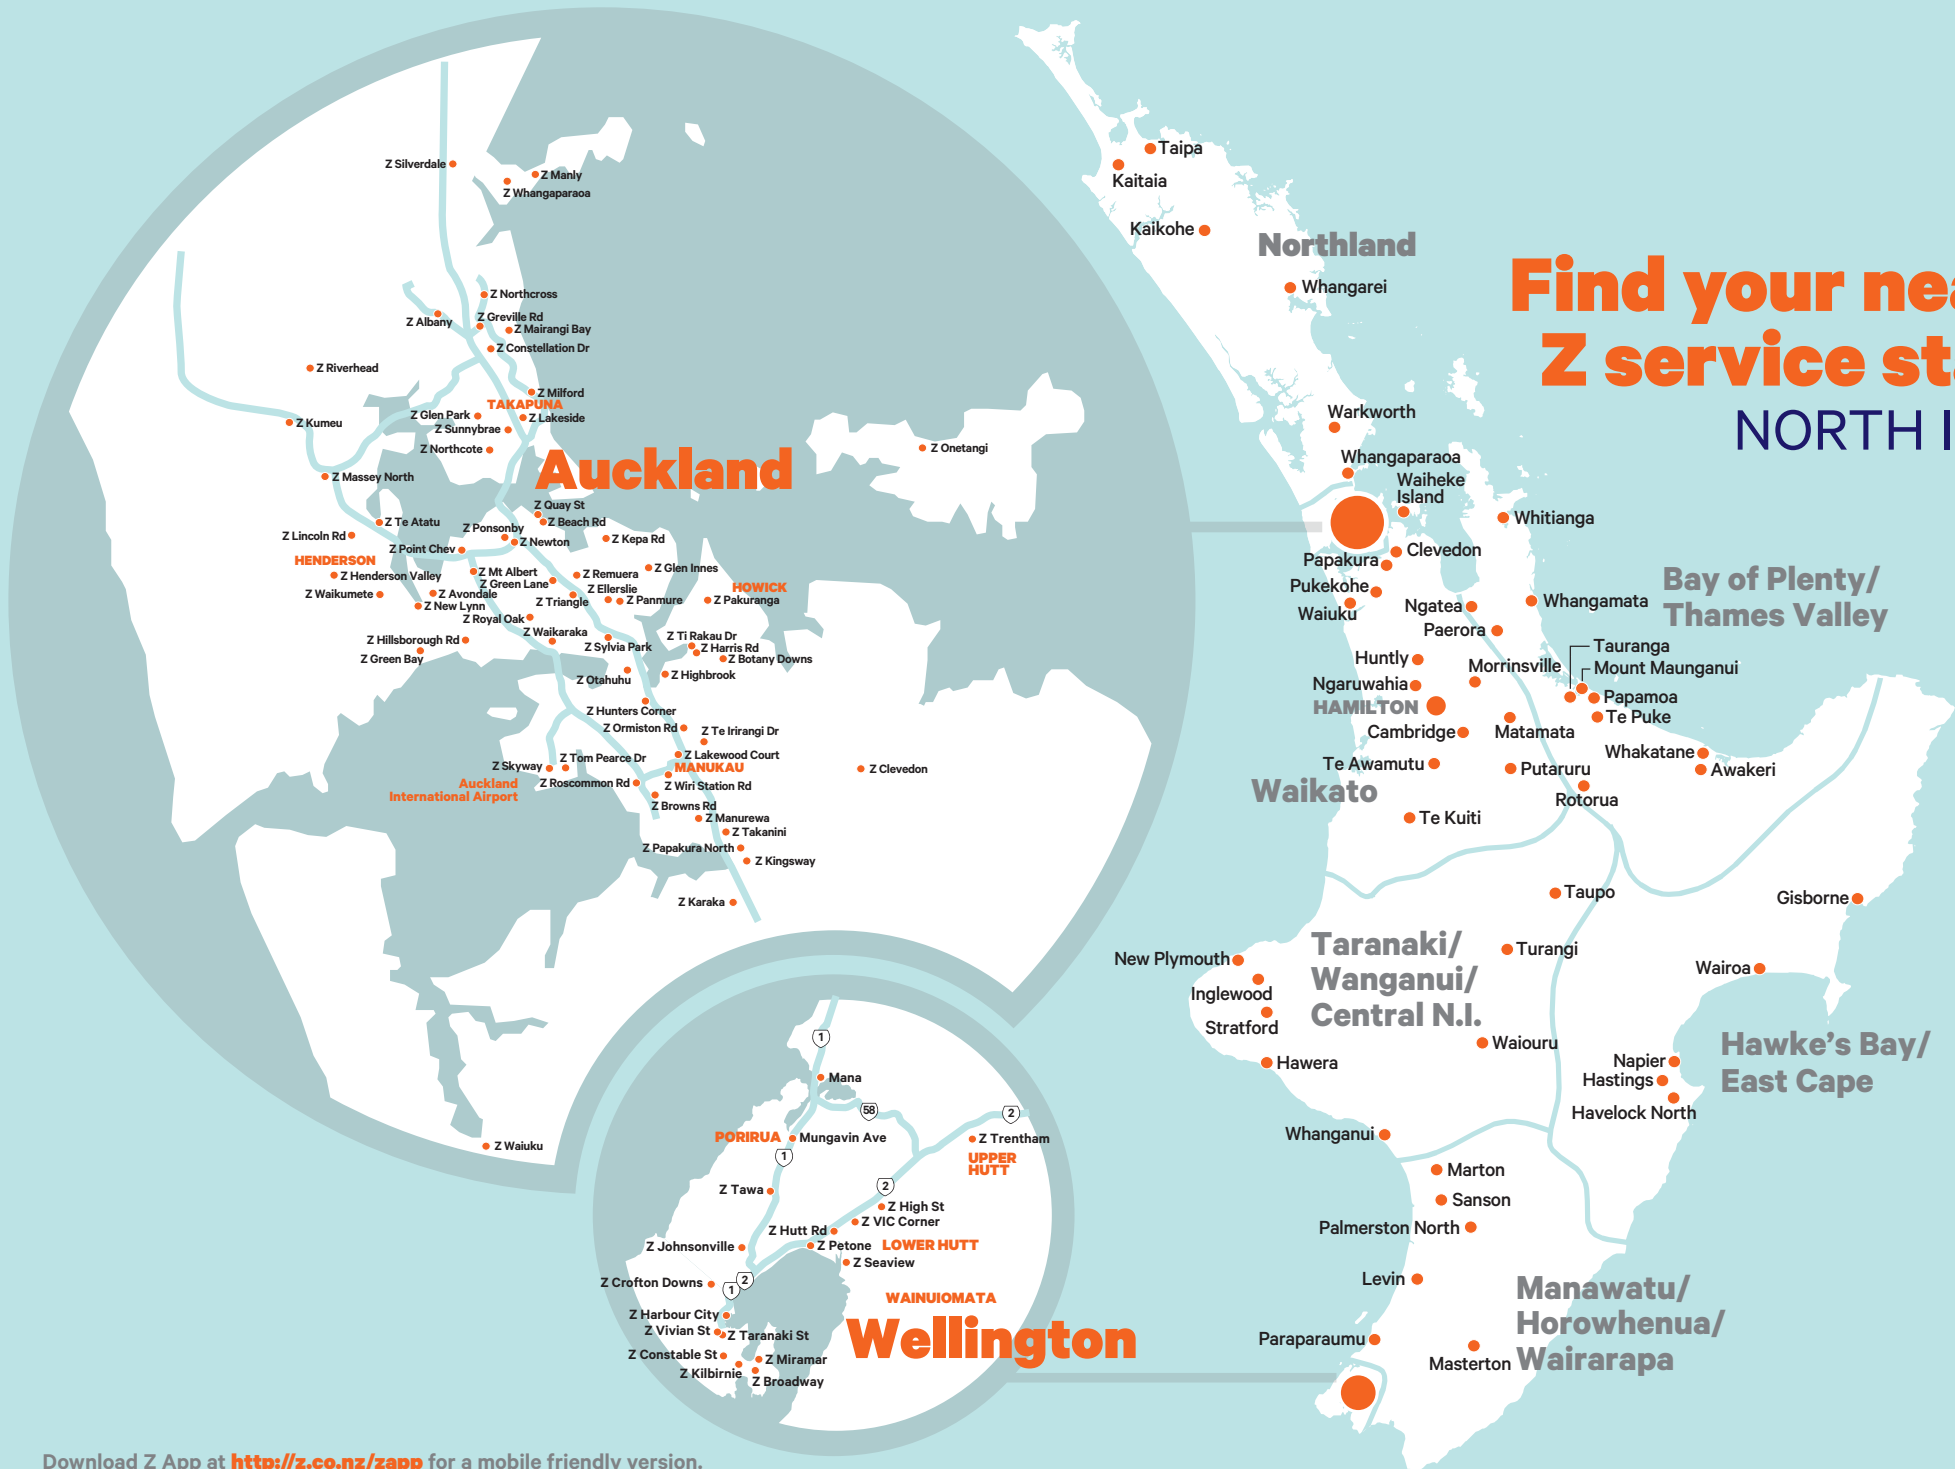 Find your nea
Z service sta
NORTH I
Auckland
Z Silverdale
Z Manly
Z Whangaparaoa
Z Northcross
Z Albany
Z Greville Rd
Z Mairangi Bay
Z Constellation Dr
Z Riverhead
Z Milford
TAKAPUNA
Z Glen Park
Z Lakeside
Z Kumeu
Z Sunnybrae
Z Northcote
Z Onetangi
Z Massey North
Z Quay St
Z Te Atatu
Z Beach Rd
Z Ponsonby
Z Lincoln Rd
Z Newton
Z Kepa Rd
Z Point Chev
HENDERSON
Z Glen Innes
Z Henderson Valley
Z Mt Albert
Z Remuera
Z Green Lane
HOWICK
Z Waikumete
Z Avondale
Z Ellerslie
Z Triangle
Z Panmure
Z Pakuranga
Z New Lynn
Z Royal Oak
Z Waikaraka
Z Hillsborough Rd
Z Ti Rakau Dr
Z Sylvia Park
Z Harris Rd
Z Green Bay
Z Botany Downs
Z Otahuhu
Z Highbrook
Z Hunters Corner
Z Ormiston Rd
Z Te Irirangi Dr
Z Tom Pearce Dr
Z Lakewood Court
Z Skyway
MANUKAU
Z Clevedon
Auckland
International Airport
Z Roscommon Rd
Z Wiri Station Rd
Z Browns Rd
Z Manurewa
Z Takanini
Z Papakura North
Z Kingsway
Z Karaka
Z Waiuku
1
Mana
58
2
PORIRUA
Mungavin Ave
Z Trentham
1
UPPER
HUTT
Z Tawa
2
Z High St
Z VIC Corner
Z Hutt Rd
Z Johnsonville
Z Petone
LOWER HUTT
Z Seaview
Z Crofton Downs
2
1
WAINUIOMATA
Z Harbour City
Z Vivian St
Z Taranaki St
Wellington
Z Constable St
Z Miramar
Z Kilbirnie
Z Broadway
Taipa
Kaitaia
Kaikohe
Northland
Whangarei
Warkworth
Whangaparaoa
Waiheke
Island
Whitianga
Clevedon
Papakura
Pukekohe
Waiuku
Ngatea
Whangamata
Bay of Plenty/
Thames Valley
Paerora
Tauranga
Huntly
Morrinsville
Mount Maunganui
Ngaruwahia
Papamoa
HAMILTON
Te Puke
Cambridge
Matamata
Whakatane
Te Awamutu
Putaruru
Awakeri
Waikato
Rotorua
Te Kuiti
Taupo
Gisborne
Taranaki/
Wanganui/
Central N.I.
Turangi
New Plymouth
Wairoa
Inglewood
Stratford
Waiouru
Hawke’s Bay/
East Cape
Hawera
Napier
Hastings
Havelock North
Whanganui
Marton
Sanson
Palmerston North
Levin
Manawatu/
Horowhenua/
Wairarapa
Paraparaumu
Masterton
Download Z App at http://z.co.nz/zapp for a mobile friendly version.